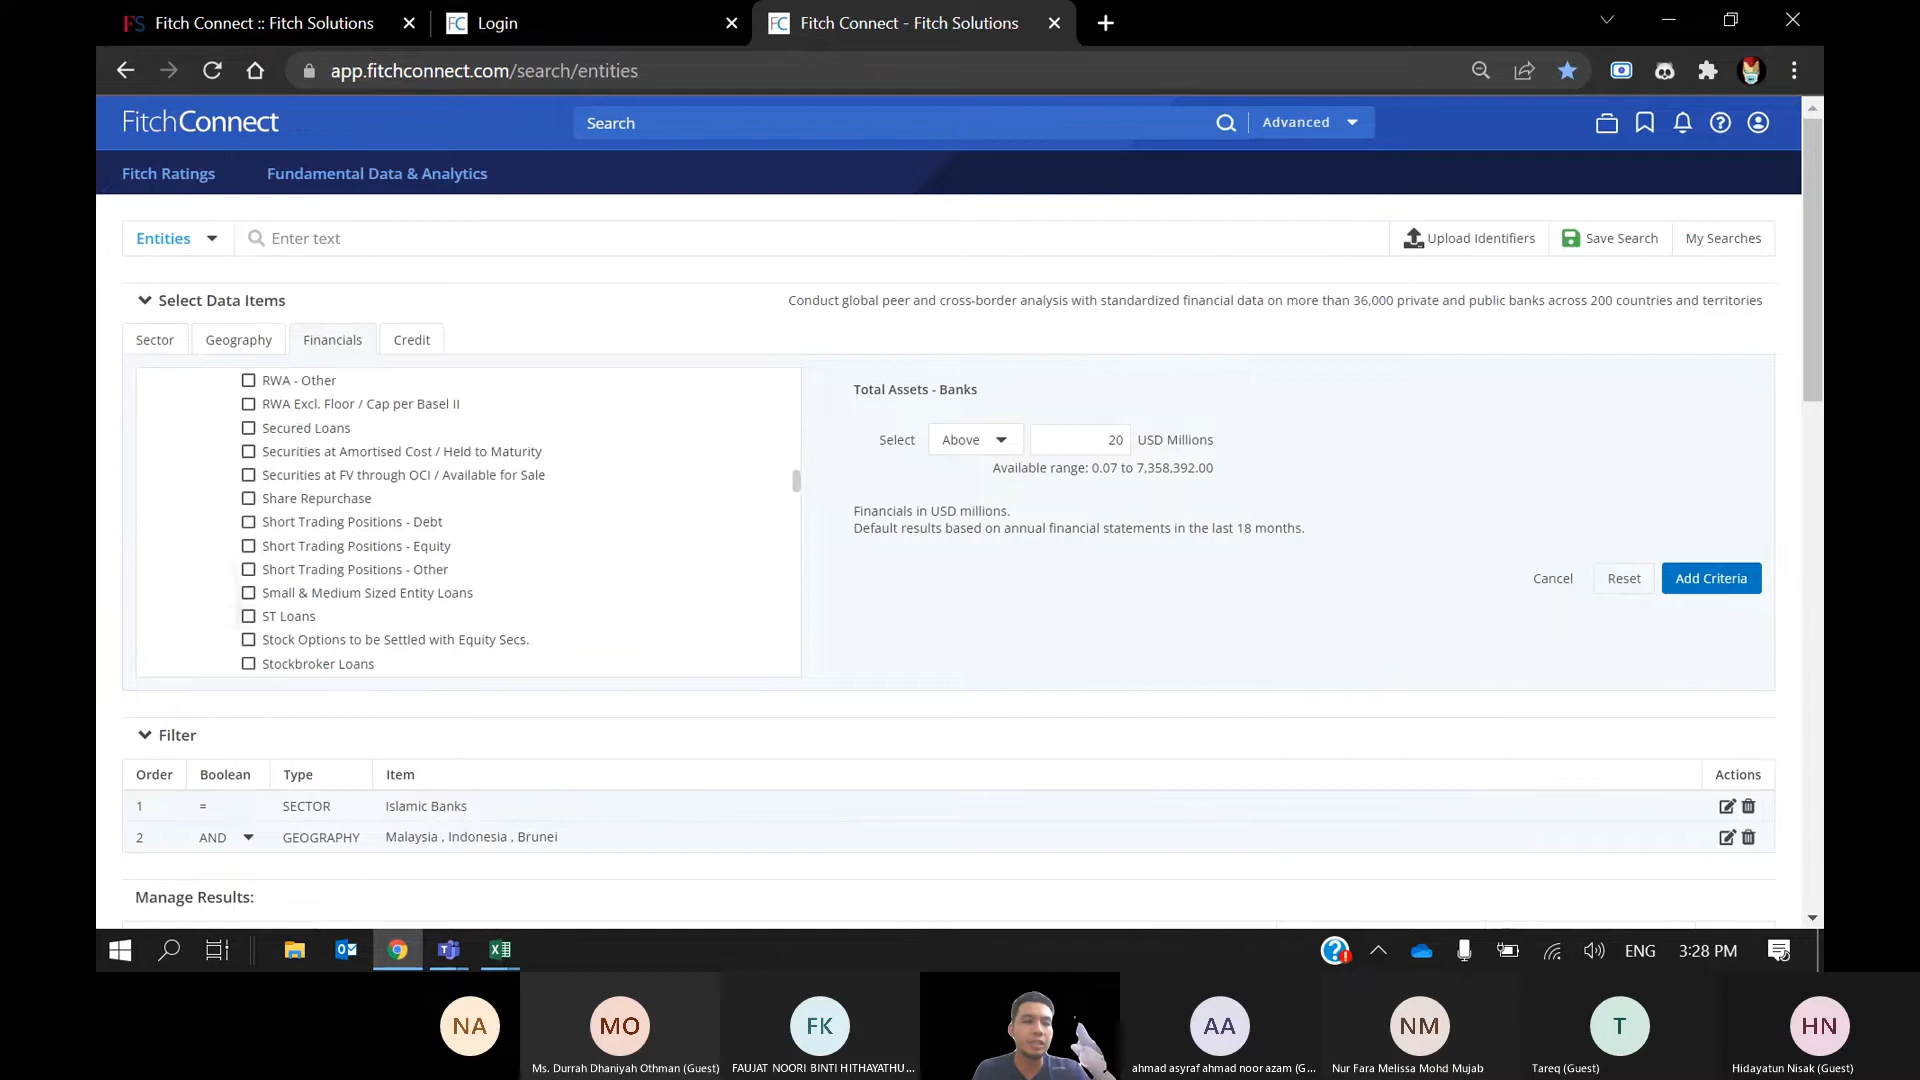 Fitch Connect :: Fitch Solutions
Login
Fitch Connect - Fitch Solutions
app.fitchconnect.com/search/entities
FitchConnect
Search
Advanced
Fitch Ratings
Fundamental Data & Analytics
Entities
Enter text
Upload Identifiers
Save Search
My Searches
Select Data Items
Conduct global peer and cross-border analysis with standardized financial data on more than 36,000 private and public banks across 200 countries and territories
Sector
Geography
Financials
Credit
RWA - Other
RWA Excl. Floor / Cap per Basel II
Secured Loans
Securities at Amortised Cost / Held to Maturity
Securities at FV through OCI / Available for Sale
Share Repurchase
Short Trading Positions - Debt
Short Trading Positions - Equity
Short Trading Positions - Other
Small & Medium Sized Entity Loans
ST Loans
Stock Options to be Settled with Equity Secs.
Stockbroker Loans
Total Assets - Banks
Select Above 20 USD Millions
Available range: 0.07 to 7,358,392.00
Financials in USD millions.
Default results based on annual financial statements in the last 18 months.
Cancel
Reset
Add Criteria
Filter
Order Boolean Type Item Actions
1 = SECTOR Islamic Banks
2 AND GEOGRAPHY Malaysia , Indonesia , Brunei
Manage Results:
ENG
3:28 PM
NA
MO
FK
AA
NM
T
HN
Ms. Durrah Dhaniyah Othman (Guest)
FAUJAT NOORI BINTI HITHAYATHU...
ahmad asyraf ahmad noor azam (G...
Nur Fara Melissa Mohd Mujab
Tareq (Guest)
Hidayatun Nisak (Guest)